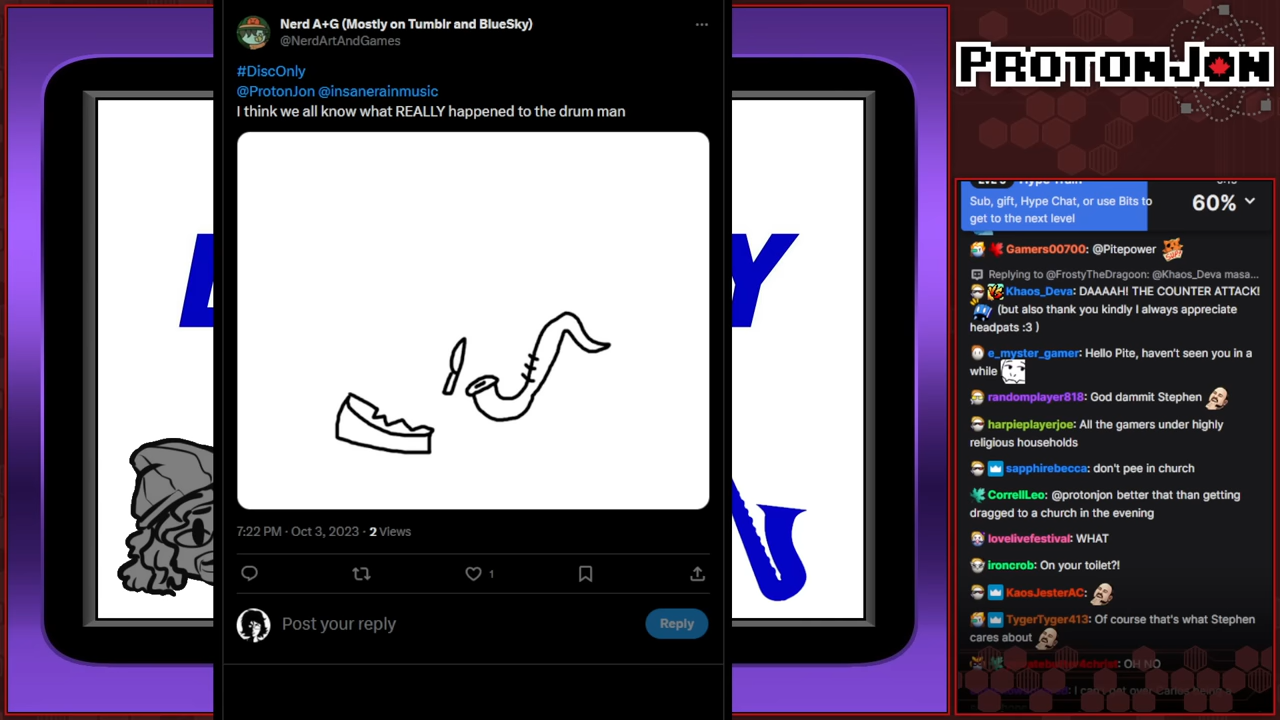 Nerd A+G (Mostly on Tumblr and BlueSky)
@NerdArtAndGames
#DiscOnly
@ProtonJon @insanerainmusic
I think we all know what REALLY happened to the drum man
7:22 PM · Oct 3, 2023 · 2 Views
1
Post your reply
Reply
PROTONJON
Hype Train
Sub, gift, Hype Chat, or use Bits to
get to the next level
60%
Gamers00700: @Pitepower
Replying to @FrostyTheDragoon: @Khaos_Deva masa...
Khaos_Deva: DAAAAH! THE COUNTER ATTACK!
(but also thank you kindly I always appreciate
headpats :3 )
e_myster_gamer: Hello Pite, haven't seen you in a
while
randomplayer818: God dammit Stephen
harpieplayerjoe: All the gamers under highly
religious households
sapphirebecca: don't pee in church
CorrellLeo: @protonjon better that than getting
dragged to a church in the evening
lovelivefestival: WHAT
ironcrob: On your toilet?!
KaosJesterAC:
TygerTyger413: Of course that's what Stephen
cares about
OH NO